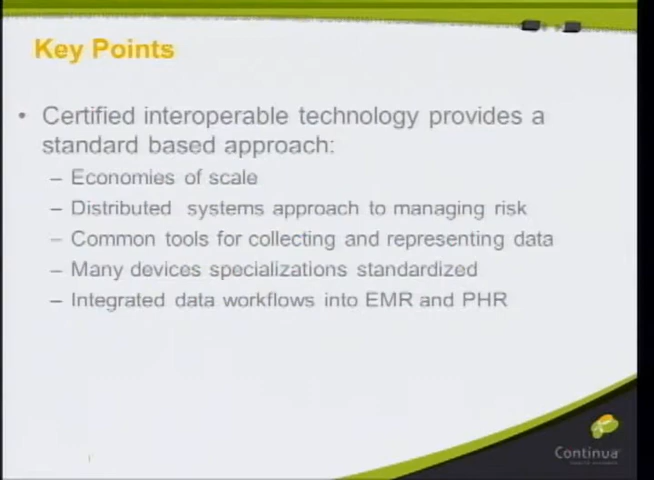 Key Points
• Certified interoperable technology provides a
standard based approach:
– Economies of scale
– Distributed systems approach to managing risk
– Common tools for collecting and representing data
– Many devices specializations standardized
– Integrated data workflows into EMR and PHR
Continua